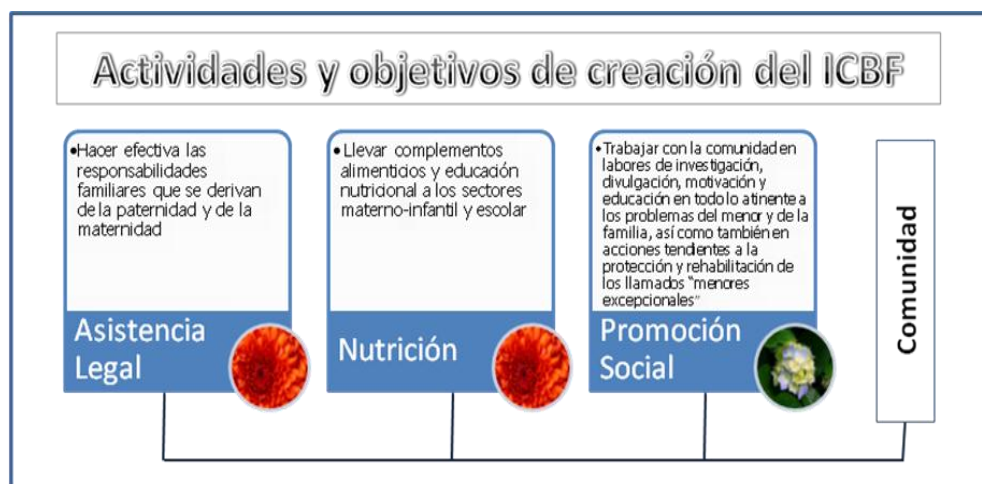 Actividades y objetivos de creación del ICBF
•Hacer efectiva las
responsabilidades
familiares que se derivan
de la paternidad y de la
maternidad
Asistencia
Legal
• Llevar complementos
alimenticios y educación
nutricional a los sectores
materno-infantil y escolar
Nutrición
•Trabajar con la comunidad en
labores de investigación,
divulgación, motivación y
educación en todo lo atinente a
los problemas del menor y de la
familia, así como también en
acciones tendientes a la
protección y rehabilitación de
los llamados "menores
excepcionales"
Promoción
Social
Comunidad